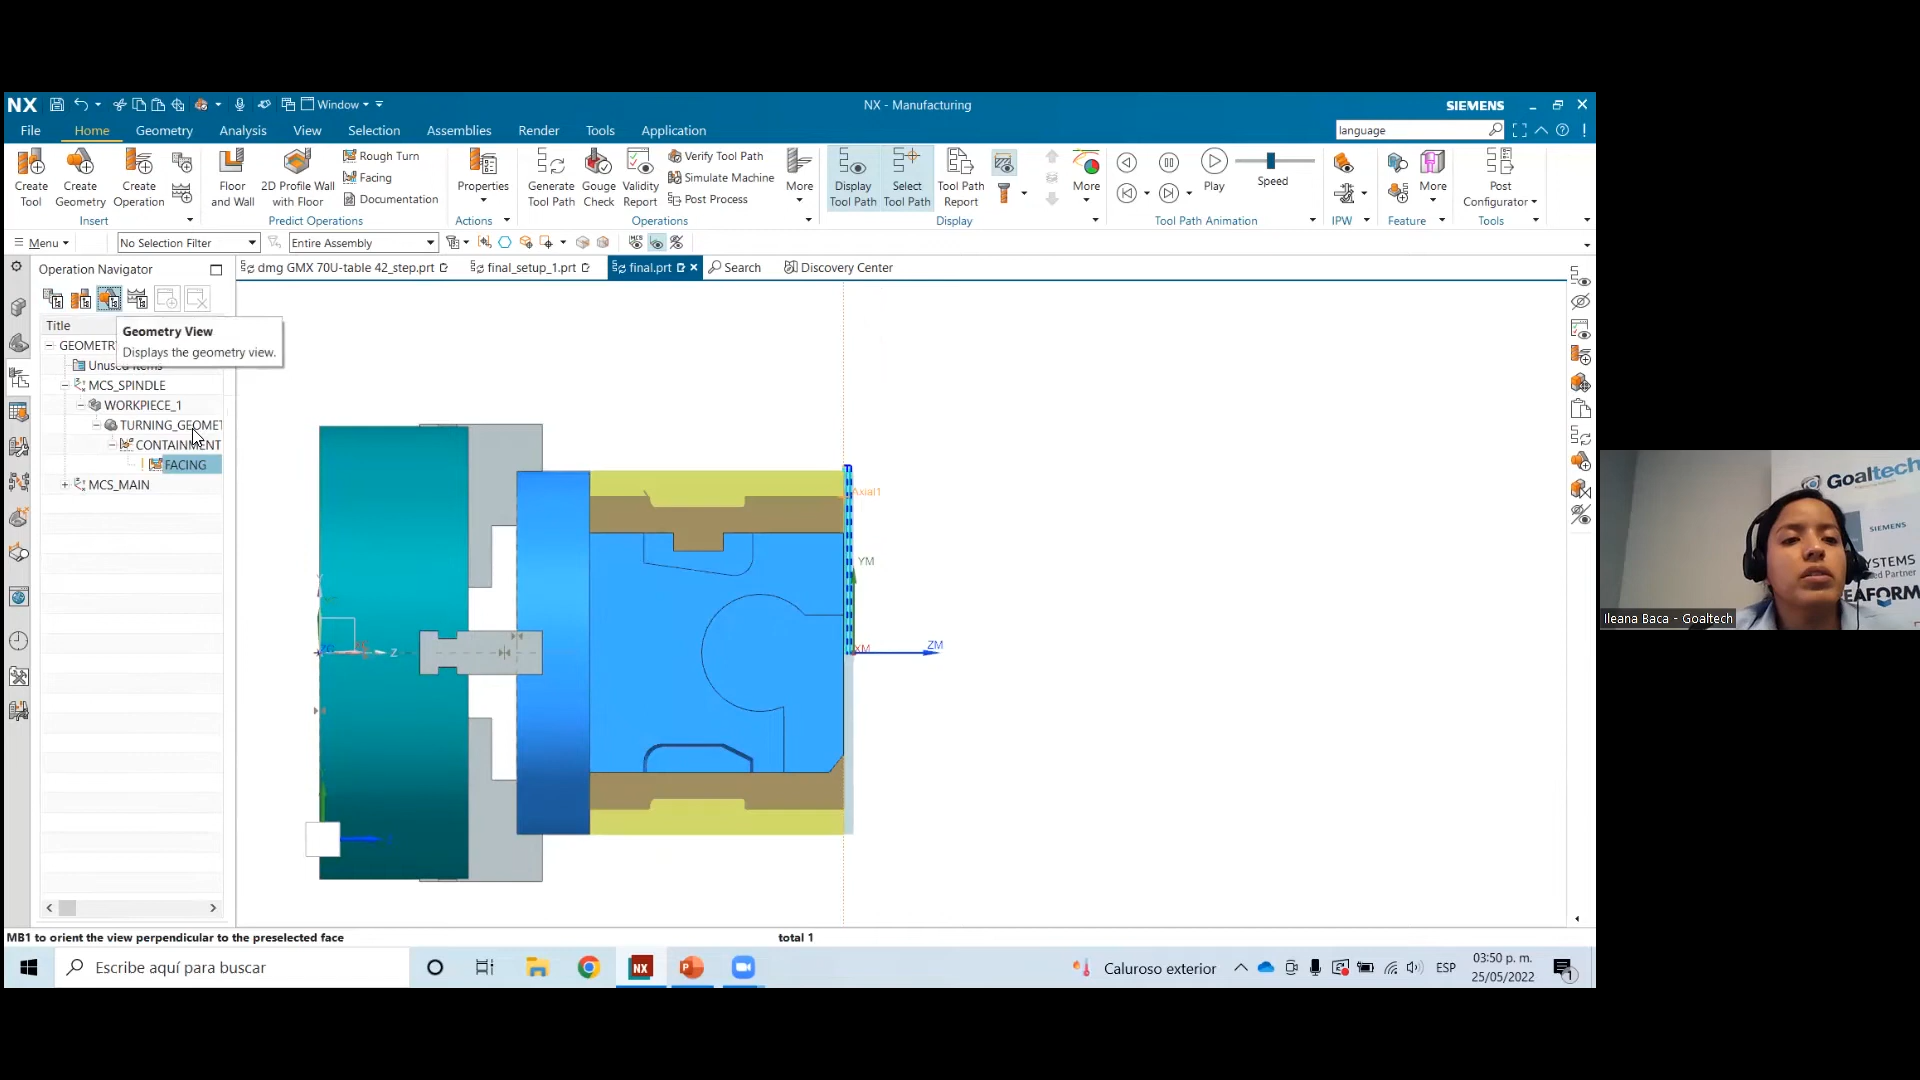 NX
Window
NX - Manufacturing
SIEMENS
File
Home
Geometry
Analysis
View
Selection
Assemblies
Render
Tools
Application
language
Create Tool
Create Geometry
Create Operation
Insert
Floor and Wall
2D Profile Wall with Floor
Rough Turn
Facing
Documentation
Predict Operations
Properties
Actions
Generate Tool Path
Gouge Check
Validity Report
Verify Tool Path
Simulate Machine
Post Process
More
Operations
Display Tool Path
Select Tool Path
Tool Path Report
More
Display
Play
Speed
Tool Path Animation
IPW
More
Feature
Post Configurator
Tools
Menu
No Selection Filter
Entire Assembly
Operation Navigator
dmg GMX 70U-table 42_step.prt
final_setup_1.prt
final.prt
Search
Discovery Center
Title
Geometry View
Displays the geometry view.
GEOMETR
Unused Items
MCS_SPINDLE
WORKPIECE_1
TURNING_GEOMET
CONTAINMENT
FACING
MCS_MAIN
Axial1
YM
ZM
XM
Z
MB1 to orient the view perpendicular to the preselected face
total 1
Escribe aquí para buscar
Caluroso exterior
ESP
03:50 p. m.
25/05/2022
1
Goaltech
SIEMENS
Ileana Baca - Goaltech